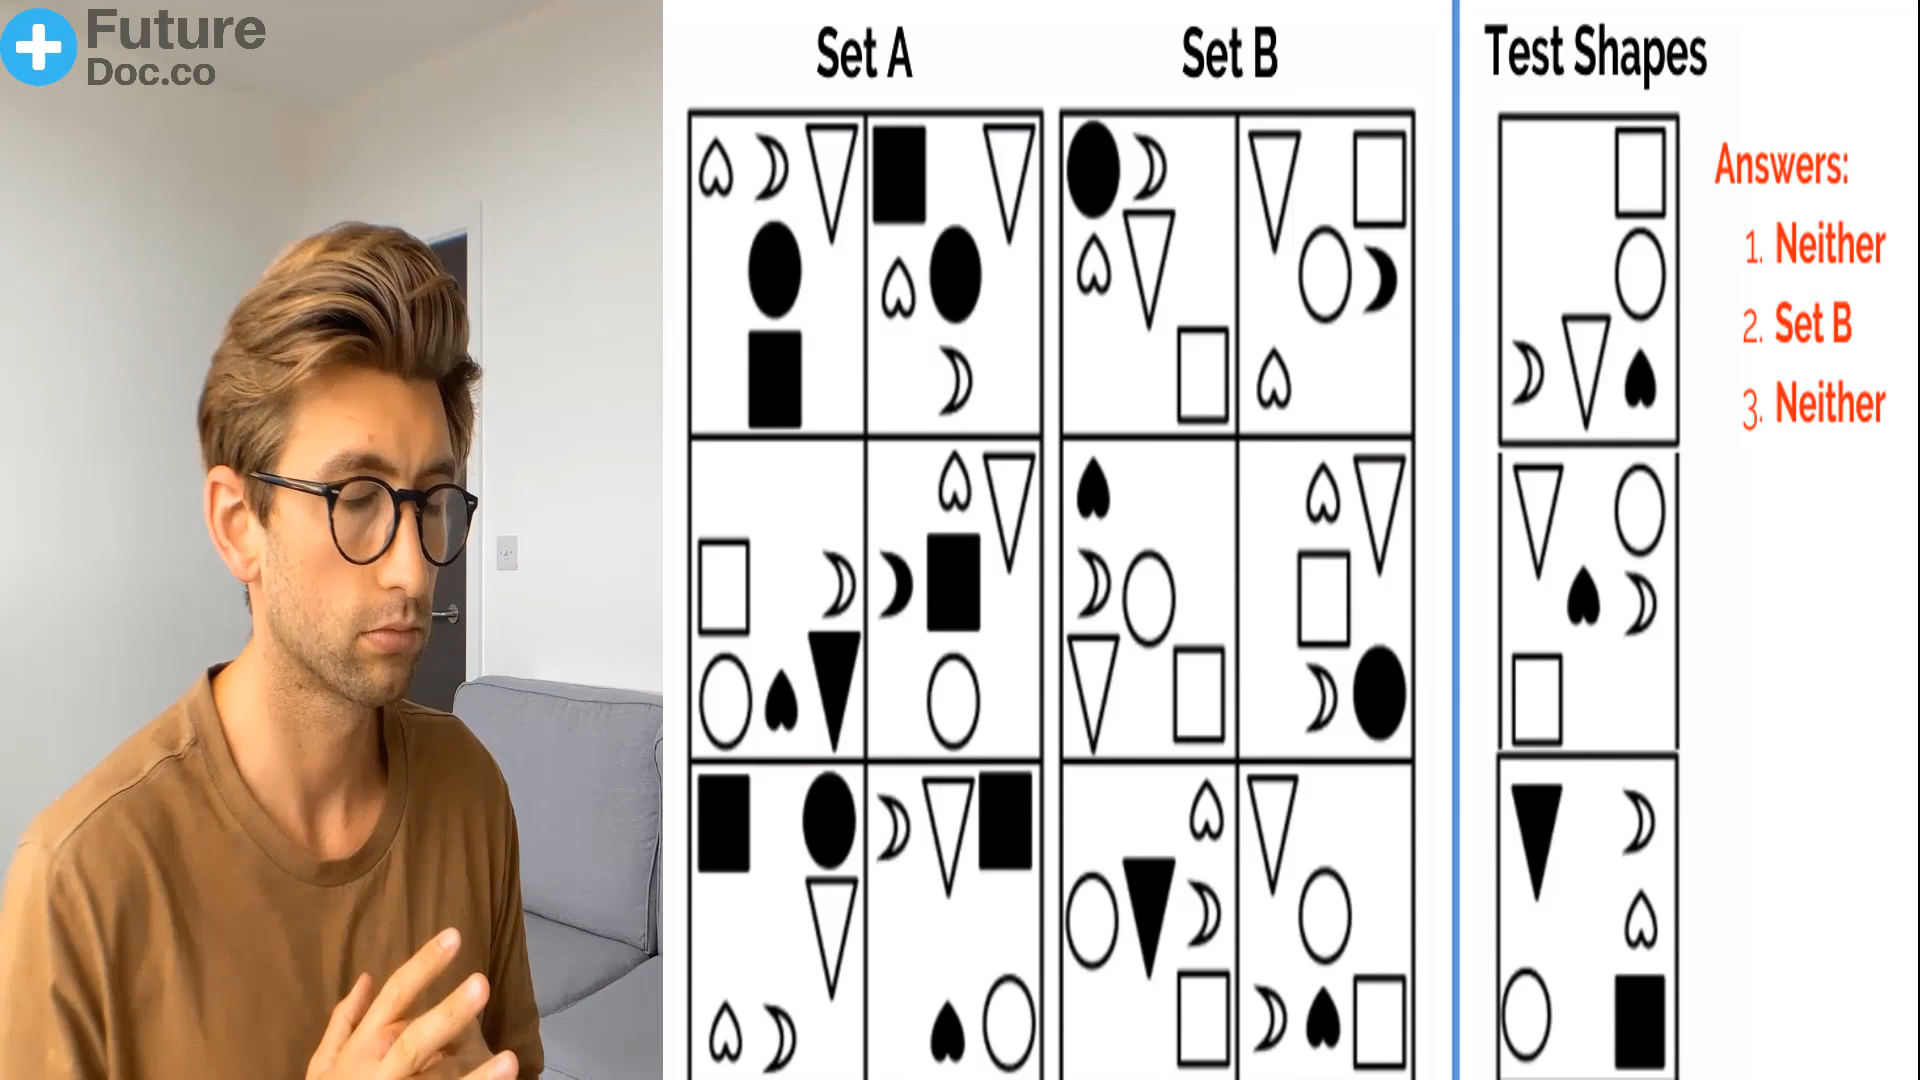 Future
Doc.co
Set A
Set B
Test Shapes
Answers:
1. Neither
2. Set B
3. Neither